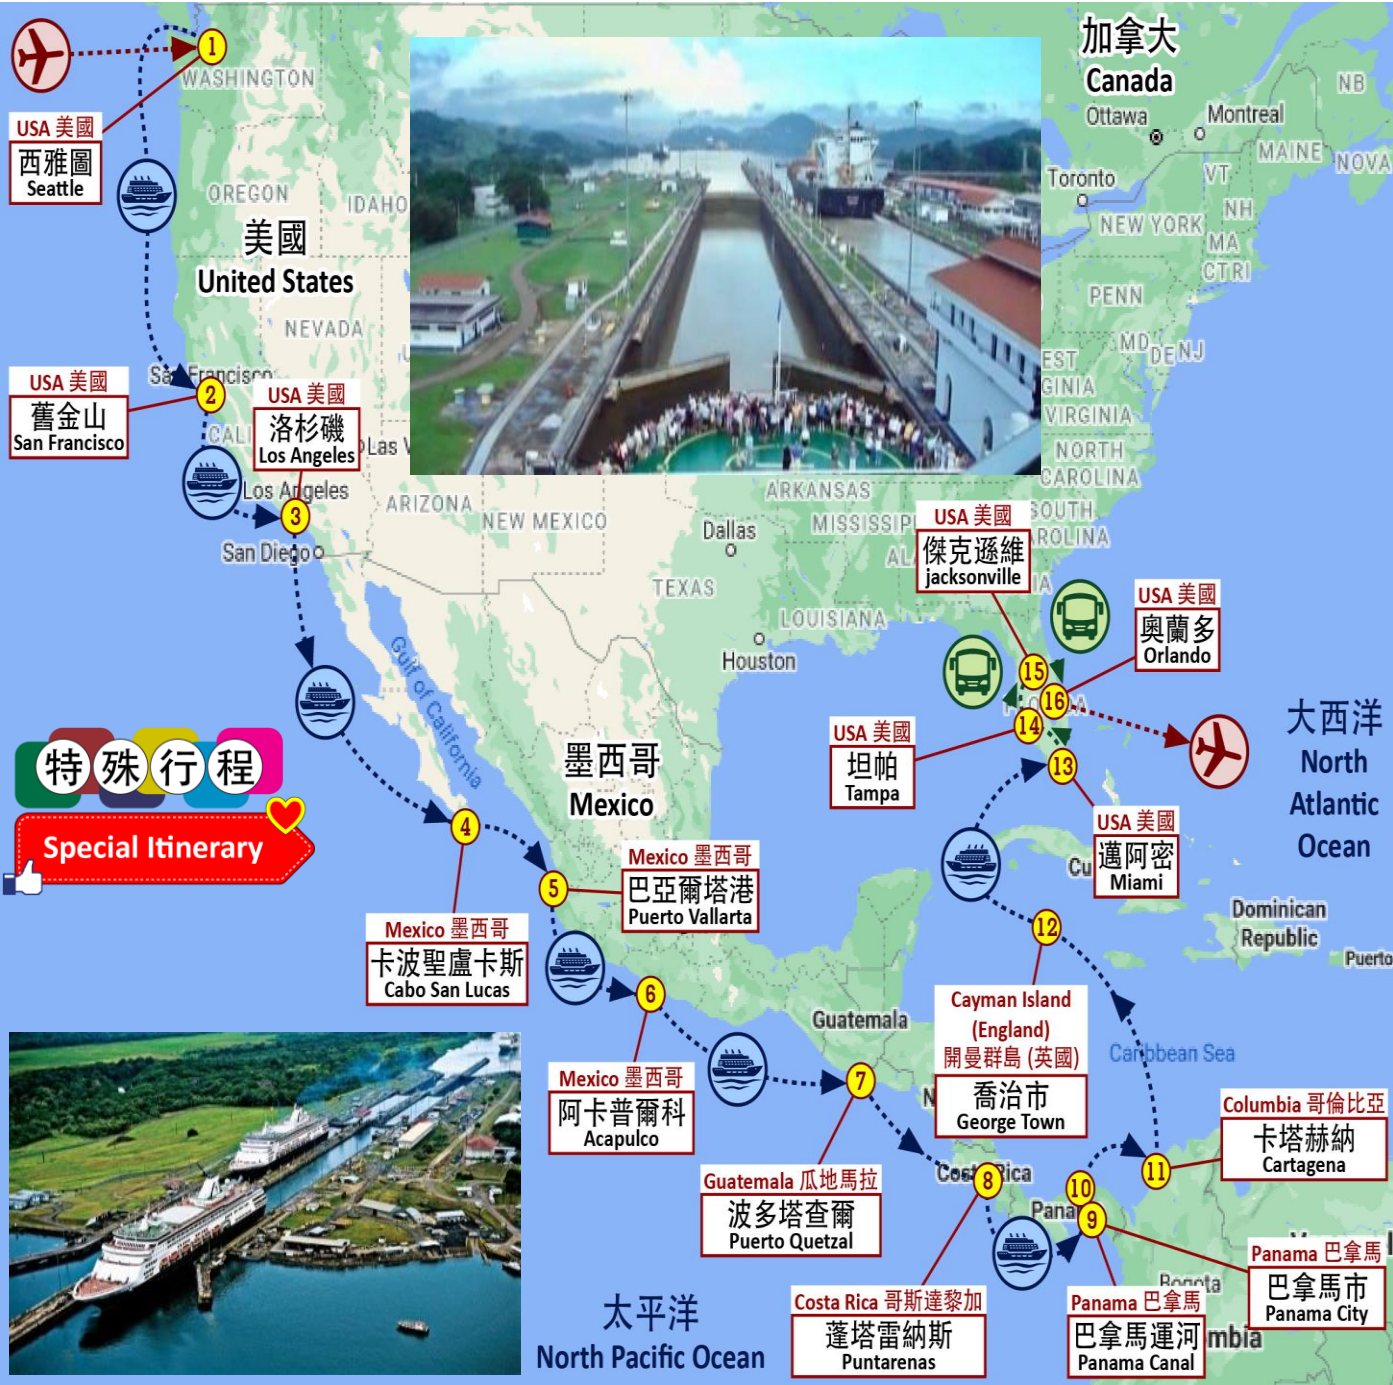 加拿大
Canada
Ottawa
Montreal
Toronto
NB
MAINE
NOVA
VT
NH
NEW YORK
MA
CT RI
PENN
MD
DE NJ
EST
GINIA
VIRGINIA
NORTH
CAROLINA
SOUTH
ROLINA
1
WASHINGTON
USA 美國
西雅圖
Seattle
OREGON
IDAHO
美國
United States
NEVADA
U
San Francisco
2
USA 美國
舊金山
San Francisco
CALI
USA 美國
洛杉磯
Los Angeles
Las V
Los Angeles
3
San Diego
ARIZONA
NEW MEXICO
ARKANSAS
MISSISSIP
AL
IA
Dallas
TEXAS
LOUISIANA
Houston
USA 美國
傑克遜維
jacksonville
USA 美國
奧蘭多
Orlando
15
16
14
13
USA 美國
坦帕
Tampa
USA 美國
邁阿密
Miami
Cu
大西洋
North
Atlantic
Ocean
Gulf of California
特殊行程
Special Itinerary
墨西哥
Mexico
4
5
Mexico 墨西哥
巴亞爾塔港
Puerto Vallarta
Mexico 墨西哥
卡波聖盧卡斯
Cabo San Lucas
6
12
Dominican
Republic
Puerto
Cayman Island
(England)
開曼群島 (英國)
喬治市
George Town
Guatemala
Caribbean Sea
Mexico 墨西哥
阿卡普爾科
Acapulco
7
N
Columbia 哥倫比亞
卡塔赫納
Cartagena
Guatemala 瓜地馬拉
波多塔查爾
Puerto Quetzal
Costa Rica
8
10
11
Pana
9
Panama 巴拿馬
巴拿馬市
Panama City
Bogota
mbia
太平洋
North Pacific Ocean
Costa Rica 哥斯達黎加
蓬塔雷納斯
Puntarenas
Panama 巴拿馬
巴拿馬運河
Panama Canal